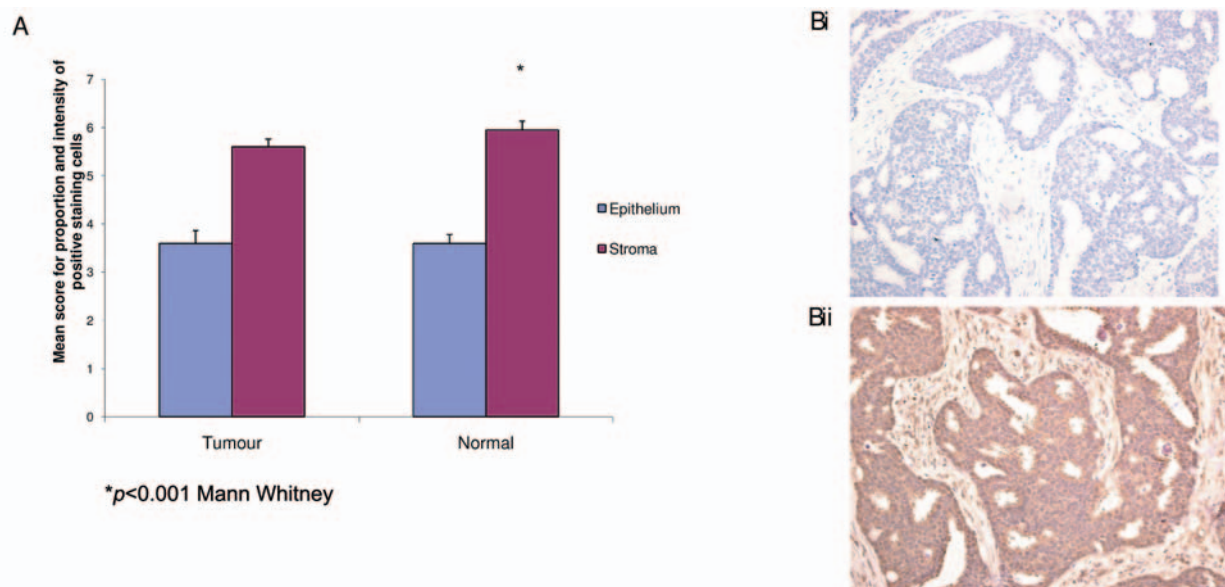 A
Mean score for proportion and intensity of
positive staining cells
7
6
5
4
3
2
1
0
*
Tumour
Normal
Epithelium
Stroma
*p<0.001 Mann Whitney
Bi
Bii